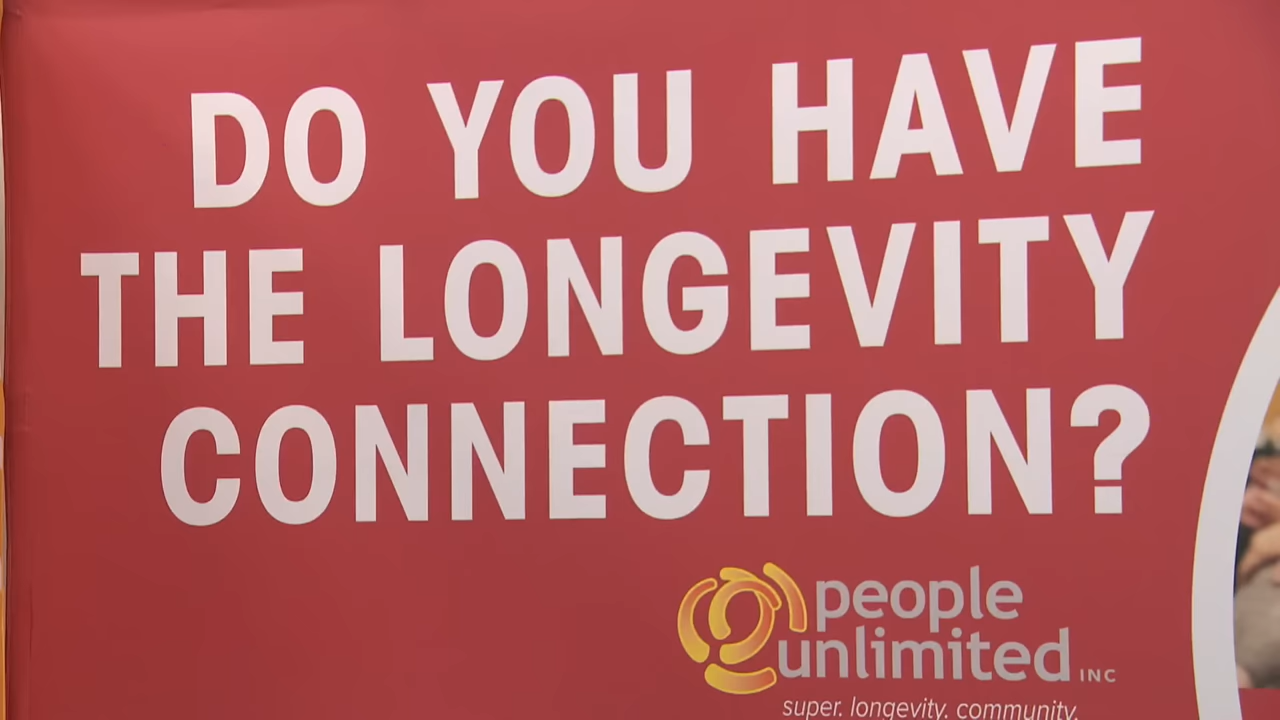 DO YOU HAVE
THE LONGEVITY
CONNECTION?
people
unlimited INC
super. longevity. community.